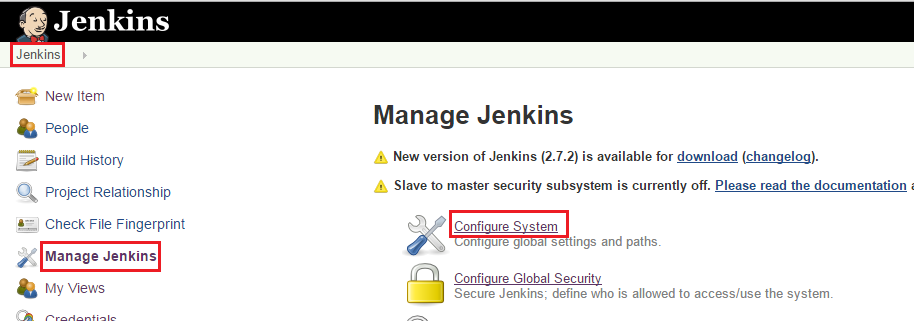 Jenkins
Jenkins
New Item
People
Build History
Project Relationship
Check File Fingerprint
Manage Jenkins
My Views
Credentials
Manage Jenkins
New version of Jenkins (2.7.2) is available for download (changelog).
Slave to master security subsystem is currently off. Please read the documentation a
Configure System
Configure global settings and paths.
Configure Global Security
Secure Jenkins; define who is allowed to access/use the system.